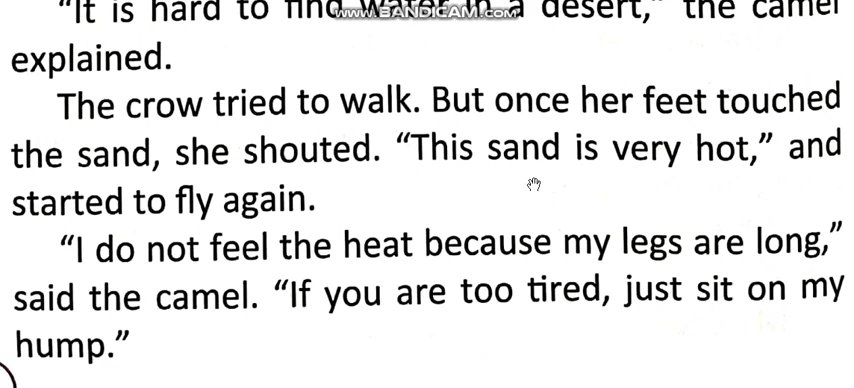 "It is hard to find water in a desert," the camel
www.BANDICAM.com
explained.
The crow tried to walk. But once her feet touched
the sand, she shouted. "This sand is very hot," and
started to fly again.
"I do not feel the heat because my legs are long,"
said the camel. "If you are too tired, just sit on my
hump."